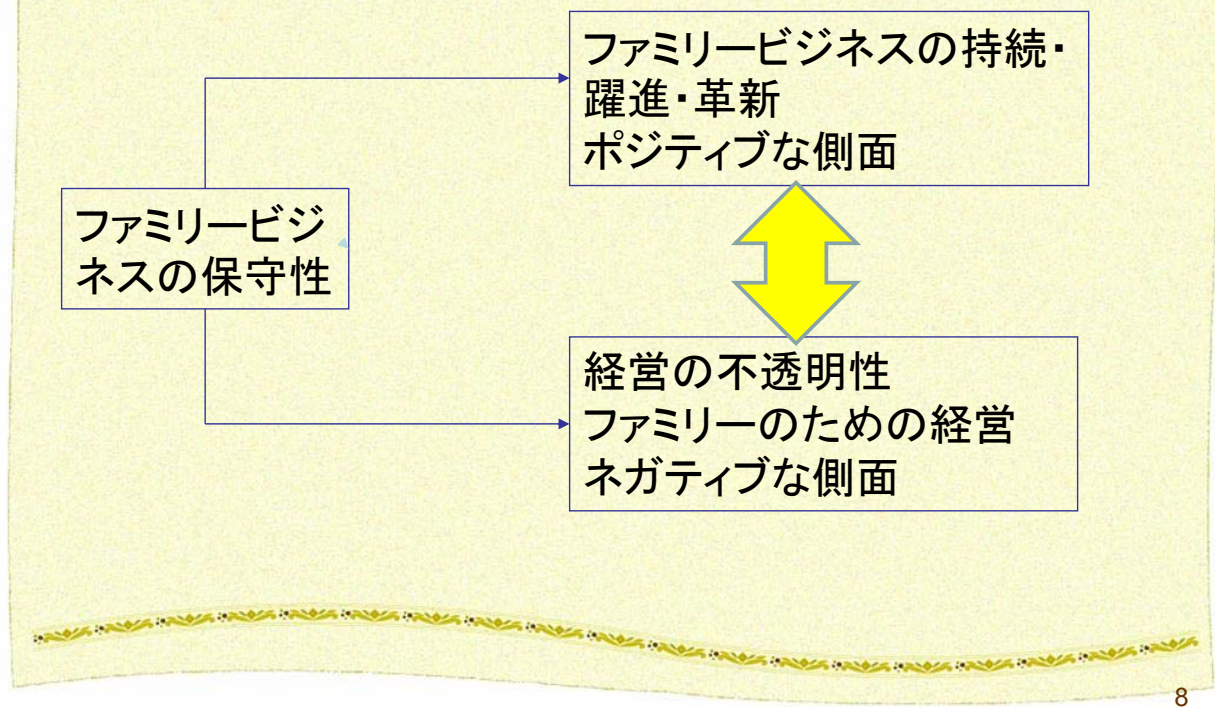 ファミリービジネスの持続・
躍進・革新
ポジティブな側面
ファミリービジ
ネスの保守性
経営の不透明性
ファミリーのための経営
ネガティブな側面
8